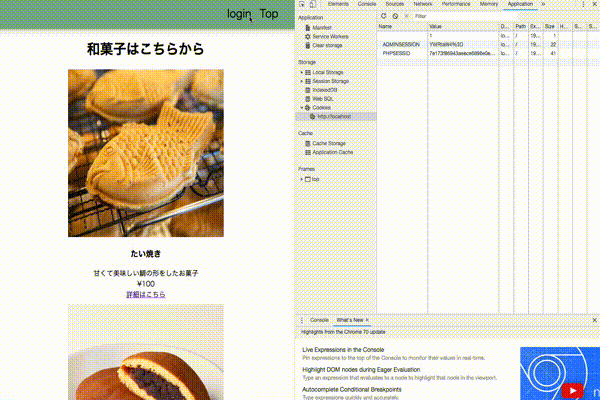 login Top
和菓子はこちらから
たい焼き
甘くて美味しい鯛の形をしたお菓子
¥100
詳細はこちら
Elements Console Sources Network Performance Memory Application
Application
Manifest
Service Workers
Clear storage
Storage
Local Storage
Session Storage
IndexedDB
Web SQL
Cookies
http://localhost
Cache
Cache Storage
Application Cache
Frames
top
Filter
Name Value D... Path Ex... Size H... S... S...
1 lo... / 19... 1
ADMINSESSION lo... / 19... 22
PHPSESSID lo... / 19... 41
Console What's New ×
Highlights from the Chrome 70 update
Live Expressions in the Console
Pin expressions to the top of the Console to monitor their values in real-time.
Highlight DOM nodes during Eager Evaluation
Type an expression that evaluates to a node to highlight that node in the viewport.
Autocomplete Conditional Breakpoints
Type expressions quickly and accurately.